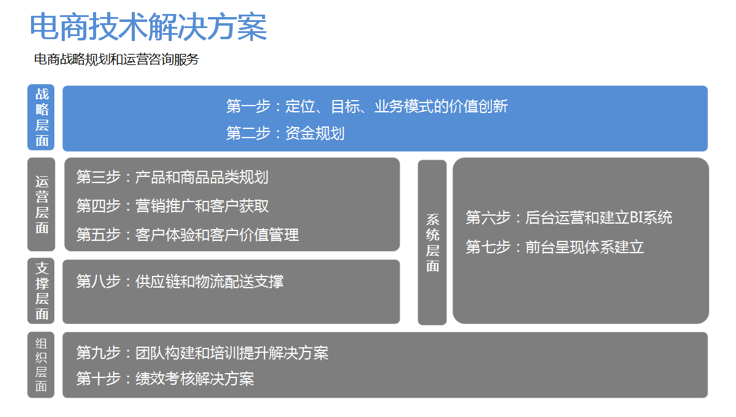 电商技术解决方案
电商战略规划和运营咨询服务
战略层面
第一步：定位、目标、业务模式的价值创新
第二步：资金规划
运营层面
第三步：产品和商品品类规划
第四步：营销推广和客户获取
第五步：客户体验和客户价值管理
系统层面
第六步：后台运营和建立BI系统
第七步：前台呈现体系建立
支撑层面
第八步：供应链和物流配送支撑
组织层面
第九步：团队构建和培训提升解决方案
第十步：绩效考核解决方案